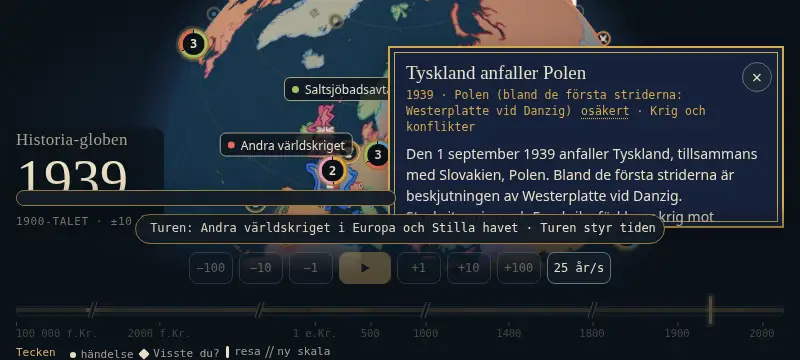 3
Saltsjöbadsavt
Andra världskriget
3
2
Historia-globen
1939
1900-TALET · ±10
Tyskland anfaller Polen
×
1939 · Polen (bland de första striderna:
Westerplatte vid Danzig) osäkert · Krig och
konflikter
Den 1 september 1939 anfaller Tyskland, tillsammans
med Slovakien, Polen. Bland de första striderna är
beskjutningen av Westerplatte vid Danzig.
krig mot
Turen: Andra världskriget i Europa och Stilla havet · Turen styr tiden
−100 −10 −1 ▶ +1 +10 +100 25 år/s
100 000 f.Kr. 2000 f.Kr. 1 e.Kr. 500 1000 1400 1800 1900 2000
Tecken ● händelse ◆ Visste du? resa // ny skala